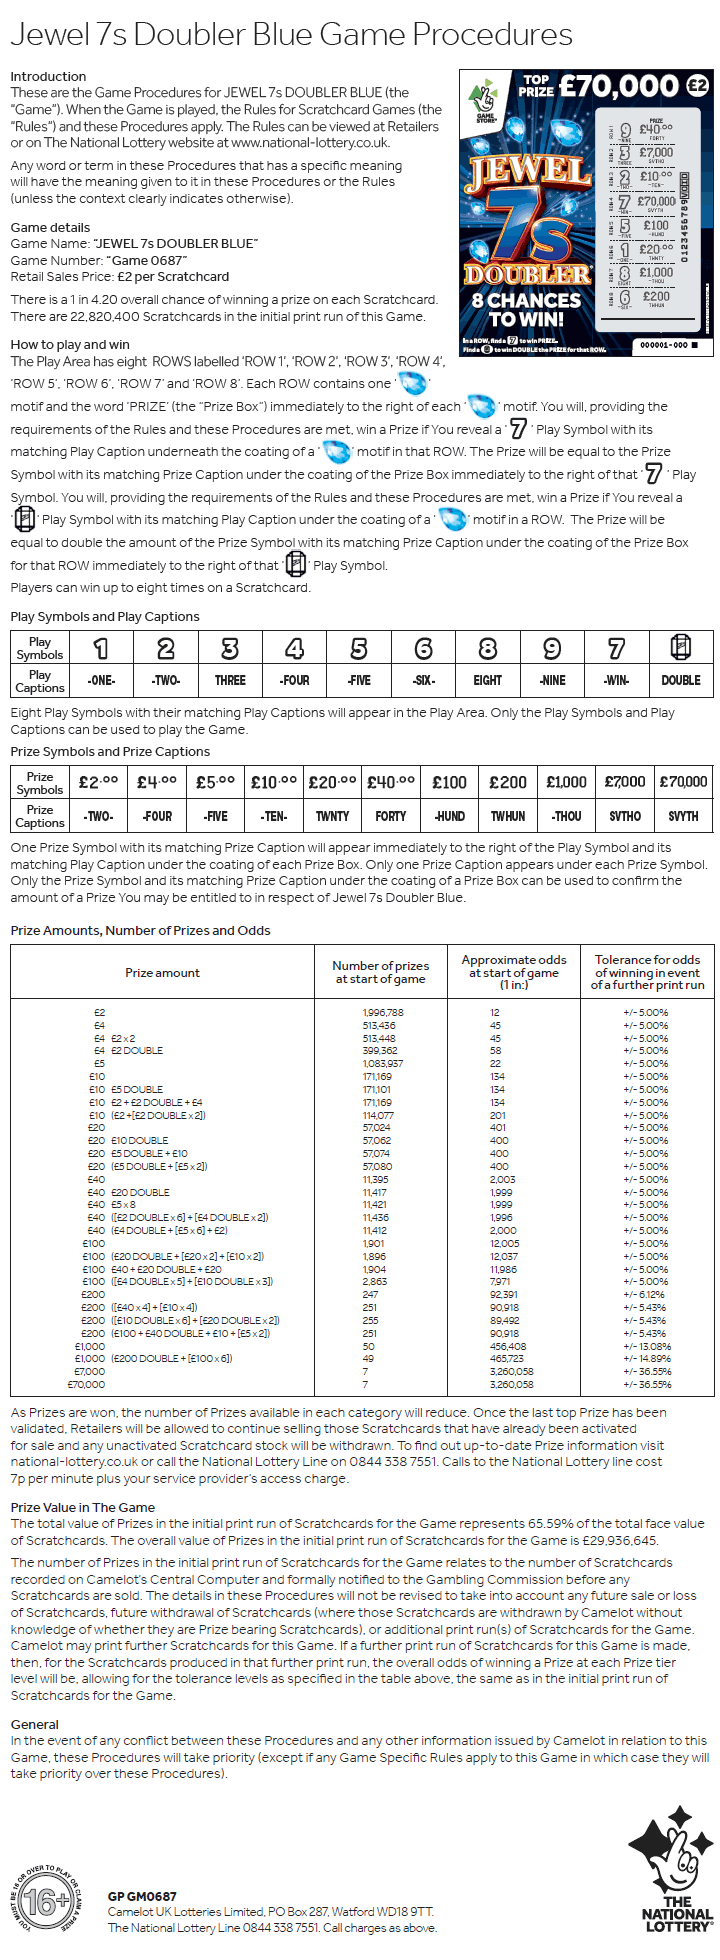 Jewel 7s Doubler Blue Game Procedures
Introduction
These are the Game Procedures for JEWEL 7s DOUBLER BLUE (the
"Game"). When the Game is played, the Rules for Scratchcard Games (the
"Rules") and these Procedures apply. The Rules can be viewed at Retailers
or on The National Lottery website at www.national-lottery.co.uk.
Any word or term in these Procedures that has a specific meaning
will have the meaning given to it in these Procedures or the Rules
(unless the context clearly indicates otherwise).
Game details
Game Name: "JEWEL 7s DOUBLER BLUE"
Game Number: "Game 0687"
Retail Sales Price: £2 per Scratchcard
There is a 1 in 4.20 overall chance of winning a prize on each Scratchcard.
There are 22,820,400 Scratchcards in the initial print run of this Game.
GAME STORE
TOP PRIZE £70,000 £2
JEWEL
7s
DOUBLER
8 CHANCES
TO WIN!
In a ROW, find a 7 to win PRIZE.
Find a to win DOUBLE the PRIZE for that ROW.
PRIZE
ROW 1 9 NINE £40.00 FORTY
ROW 2 3 THREE £7,000 SVTHO
ROW 3 2 -TWO- £10.00 -TEN-
ROW 4 7 -WIN- £70,000 SVYTH
ROW 5 5 -FIVE £100 -HUND
ROW 6 1 -ONE- £20.00 TWNTY
ROW 7 8 EIGHT £1,000 -THOU
ROW 8 6 -SIX- £200 TWHUN
0123456789 VOID
000001-000
How to play and win
The Play Area has eight ROWS labelled 'ROW 1', 'ROW 2', 'ROW 3', 'ROW 4',
'ROW 5', 'ROW 6', 'ROW 7' and 'ROW 8'. Each ROW contains one ' '
motif and the word 'PRIZE' (the "Prize Box") immediately to the right of each ' ' motif. You will, providing the
requirements of the Rules and these Procedures are met, win a Prize if You reveal a '7' Play Symbol with its
matching Play Caption underneath the coating of a ' ' motif in that ROW. The Prize will be equal to the Prize
Symbol with its matching Prize Caption under the coating of the Prize Box immediately to the right of that '7' Play
Symbol. You will, providing the requirements of the Rules and these Procedures are met, win a Prize if You reveal a
' ' Play Symbol with its matching Play Caption under the coating of a ' ' motif in a ROW. The Prize will be
equal to double the amount of the Prize Symbol with its matching Prize Caption under the coating of the Prize Box
for that ROW immediately to the right of that ' ' Play Symbol.
Players can win up to eight times on a Scratchcard.
Play Symbols and Play Captions
Play Symbols 1 2 3 4 5 6 8 9 7
Play Captions -ONE- -TWO- THREE -FOUR -FIVE -SIX- EIGHT -NINE -WIN- DOUBLE
Eight Play Symbols with their matching Play Captions will appear in the Play Area. Only the Play Symbols and Play
Captions can be used to play the Game.
Prize Symbols and Prize Captions
Prize Symbols £2.00 £4.00 £5.00 £10.00 £20.00 £40.00 £100 £200 £1,000 £7,000 £70,000
Prize Captions -TWO- -FOUR -FIVE -TEN- TWNTY FORTY -HUND TWHUN -THOU SVTHO SVYTH
One Prize Symbol with its matching Prize Caption will appear immediately to the right of the Play Symbol and its
matching Play Caption under the coating of each Prize Box. Only one Prize Caption appears under each Prize Symbol.
Only the Prize Symbol and its matching Prize Caption under the coating of a Prize Box can be used to confirm the
amount of a Prize You may be entitled to in respect of Jewel 7s Doubler Blue.
Prize Amounts, Number of Prizes and Odds
Prize amount | Number of prizes at start of game | Approximate odds at start of game (1 in:) | Tolerance for odds of winning in event of a further print run
£2 1,996,788 12 +/- 5.00%
£4 513,436 45 +/- 5.00%
£4 £2 x 2 513,448 45 +/- 5.00%
£4 £2 DOUBLE 399,362 58 +/- 5.00%
£5 1,083,937 22 +/- 5.00%
£10 171,169 134 +/- 5.00%
£10 £5 DOUBLE 171,101 134 +/- 5.00%
£10 £2 + £2 DOUBLE + £4 171,169 134 +/- 5.00%
£10 (£2 +[£2 DOUBLE x 2]) 114,077 201 +/- 5.00%
£20 57,024 401 +/- 5.00%
£20 £10 DOUBLE 57,062 400 +/- 5.00%
£20 £5 DOUBLE + £10 57,074 400 +/- 5.00%
£20 (£5 DOUBLE + [£5 x 2]) 57,080 400 +/- 5.00%
£40 11,395 2,003 +/- 5.00%
£40 £20 DOUBLE 11,417 1,999 +/- 5.00%
£40 £5 x 8 11,421 1,999 +/- 5.00%
£40 ([£2 DOUBLE x 6] + [£4 DOUBLE x 2]) 11,436 1,996 +/- 5.00%
£40 (£4 DOUBLE + [£5 x 6] + £2) 11,412 2,000 +/- 5.00%
£100 1,901 12,005 +/- 5.00%
£100 (£20 DOUBLE + [£20 x 2] + [£10 x 2]) 1,896 12,037 +/- 5.00%
£100 £40 + £20 DOUBLE + £20 1,904 11,986 +/- 5.00%
£100 ([£4 DOUBLE x 5] + [£10 DOUBLE x 3]) 2,863 7,971 +/- 5.00%
£200 247 92,391 +/- 6.12%
£200 ([£40 x 4] + [£10 x 4]) 251 90,918 +/- 5.43%
£200 ([£10 DOUBLE x 6] + [£20 DOUBLE x 2]) 255 89,492 +/- 5.43%
£200 (£100 + £40 DOUBLE + £10 + [£5 x 2]) 251 90,918 +/- 5.43%
£1,000 50 456,408 +/- 13.08%
£1,000 (£200 DOUBLE + [£100 x 6]) 49 465,723 +/- 14.89%
£7,000 7 3,260,058 +/- 36.55%
£70,000 7 3,260,058 +/- 36.55%
As Prizes are won, the number of Prizes available in each category will reduce. Once the last top Prize has been
validated, Retailers will be allowed to continue selling those Scratchcards that have already been activated
for sale and any unactivated Scratchcard stock will be withdrawn. To find out up-to-date Prize information visit
national-lottery.co.uk or call the National Lottery Line on 0844 338 7551. Calls to the National Lottery line cost
7p per minute plus your service provider's access charge.
Prize Value in The Game
The total value of Prizes in the initial print run of Scratchcards for the Game represents 65.59% of the total face value
of Scratchcards. The overall value of Prizes in the initial print run of Scratchcards for the Game is £29,936,645.
The number of Prizes in the initial print run of Scratchcards for the Game relates to the number of Scratchcards
recorded on Camelot's Central Computer and formally notified to the Gambling Commission before any
Scratchcards are sold. The details in these Procedures will not be revised to take into account any future sale or loss
of Scratchcards, future withdrawal of Scratchcards (where those Scratchcards are withdrawn by Camelot without
knowledge of whether they are Prize bearing Scratchcards), or additional print run(s) of Scratchcards for the Game.
Camelot may print further Scratchcards for this Game. If a further print run of Scratchcards for this Game is made,
then, for the Scratchcards produced in that further print run, the overall odds of winning a Prize at each Prize tier
level will be, allowing for the tolerance levels as specified in the table above, the same as in the initial print run of
Scratchcards for the Game.
General
In the event of any conflict between these Procedures and any other information issued by Camelot in relation to this
Game, these Procedures will take priority (except if any Game Specific Rules apply to this Game in which case they will
take priority over these Procedures).
YOU MUST BE 16 OR OVER TO PLAY OR CLAIM A PRIZE
16+
GP GM0687
Camelot UK Lotteries Limited, PO Box 287, Watford WD18 9TT.
The National Lottery Line 0844 338 7551. Call charges as above.
THE
NATIONAL
LOTTERY®